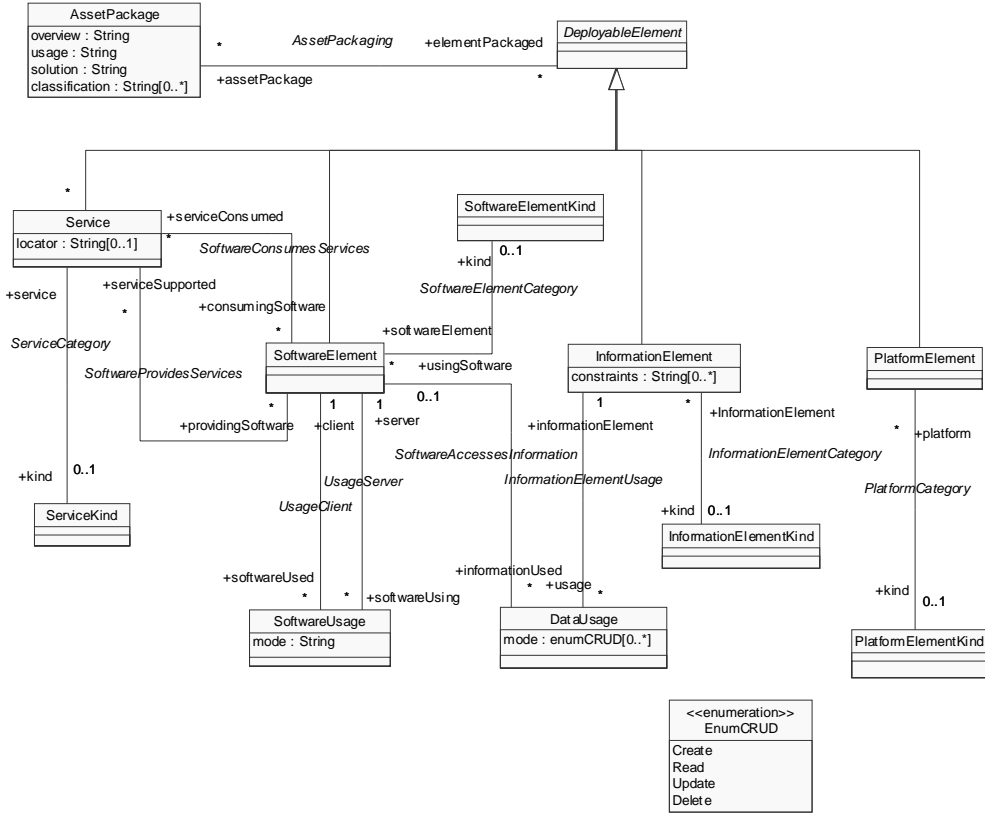 AssetPackage
overview : String
usage : String
solution : String
classification : String[0..*]
*
AssetPackaging
+elementPackaged
+assetPackage
*
DeployableElement
*
Service
locator : String[0..1]
+serviceConsumed
*
SoftwareConsumesServices
SoftwareElementKind
0..1
+kind
SoftwareElementCategory
+service
+serviceSupported
*
+consumingSoftware
*
ServiceCategory
SoftwareProvidesServices
+softwareElement
*
SoftwareElement
+usingSoftware
0..1
InformationElement
constraints : String[0..*]
PlatformElement
*
+providingSoftware
1
+client
1
+server
1
+informationElement
*
+InformationElement
*
+platform
SoftwareAccessesInformation
InformationElementCategory
UsageServer
InformationElementUsage
PlatformCategory
UsageClient
+kind
0..1
ServiceKind
+kind
0..1
InformationElementKind
+softwareUsed
*
*
+softwareUsing
+informationUsed
*
+usage
*
+kind
0..1
SoftwareUsage
mode : String
DataUsage
mode : enumCRUD[0..*]
PlatformElementKind
<<enumeration>>
EnumCRUD
Create
Read
Update
Delete